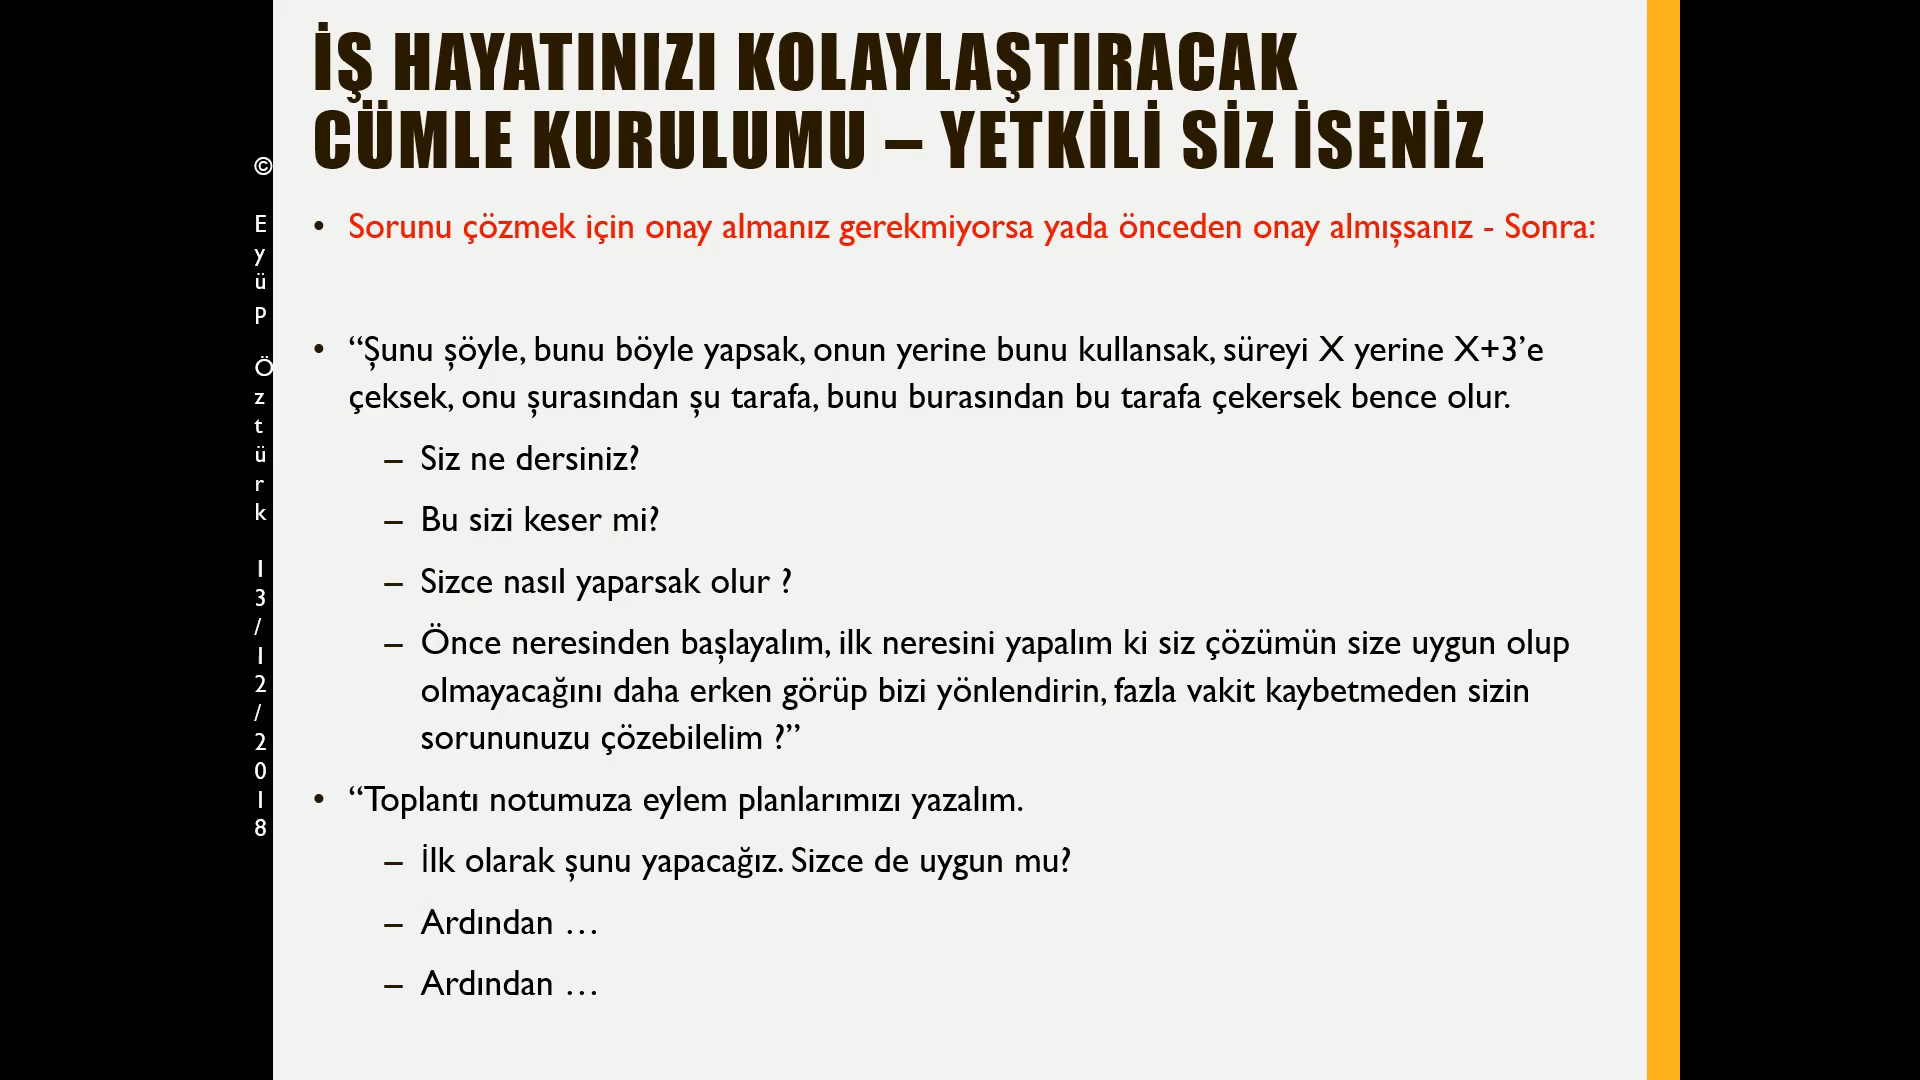 İŞ HAYATINIZI KOLAYLAŞTIRACAK
CÜMLE KURULUMU – YETKİLİ SİZ İSENİZ
• Sorunu çözmek için onay almanız gerekmiyorsa yada önceden onay almışsanız - Sonra:
• “Şunu şöyle, bunu böyle yapsak, onun yerine bunu kullansak, süreyi X yerine X+3’e
çeksek, onu şurasından şu tarafa, bunu burasından bu tarafa çekersek bence olur.
– Siz ne dersiniz?
– Bu sizi keser mi?
– Sizce nasıl yaparsak olur ?
– Önce neresinden başlayalım, ilk neresini yapalım ki siz çözümün size uygun olup
olmayacağını daha erken görüp bizi yönlendirin, fazla vakit kaybetmeden sizin
sorununuzu çözebilelim ?”
• “Toplantı notumuza eylem planlarımızı yazalım.
– İlk olarak şunu yapacağız. Sizce de uygun mu?
– Ardından …
– Ardından …
© Eyüp Öztürk 13/12/2018